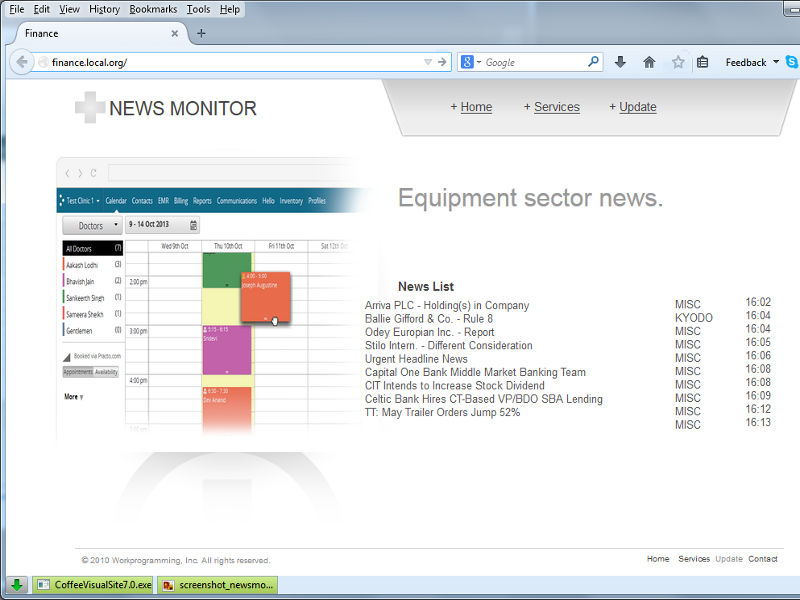 File Edit View History Bookmarks Tools Help
Finance
finance.local.org/
Google
Feedback
NEWS MONITOR
+ Home + Services + Update
Test Clinic 1 Calendar Contacts EMR Billing Reports Communications Hello Inventory Profiles
Doctors
9 - 14 Oct 2013
Wed 9th Oct Thu 10th Oct Fri 11th Oct Sat 12th Oct
All Doctors (7)
Aakash Lodhi (3)
Bhavish Jain (2)
Sankeerth Singh (1)
Sameera Sheikh (1)
Gentlemen (0)
Booked via Practo.com
Appointments Availability
More
2:00 pm
3:00 pm
4:00 pm
4:00 - 5:00
Joseph Augustine
5:15 - 6:15
Sridevi
6:30 - 7:30
Dev Anand
Equipment sector news.
News List
Arriva PLC - Holding(s) in Company MISC 16:02
Ballie Gifford & Co. - Rule 8 KYODO 16:04
Odey Europian Inc. - Report MISC 16:04
Stilo Intern. - Different Consideration MISC 16:05
Urgent Headline News MISC 16:06
Capital One Bank Middle Market Banking Team MISC 16:08
CIT Intends to Increase Stock Dividend MISC 16:08
Celtic Bank Hires CT-Based VP/BDO SBA Lending MISC 16:09
TT: May Trailer Orders Jump 52% MISC 16:12
MISC 16:13
© 2010 Workprogramming, Inc. All rights reserved.
Home Services Update Contact
CoffeeVisualSite7.0.exe
screenshot_newsmo...